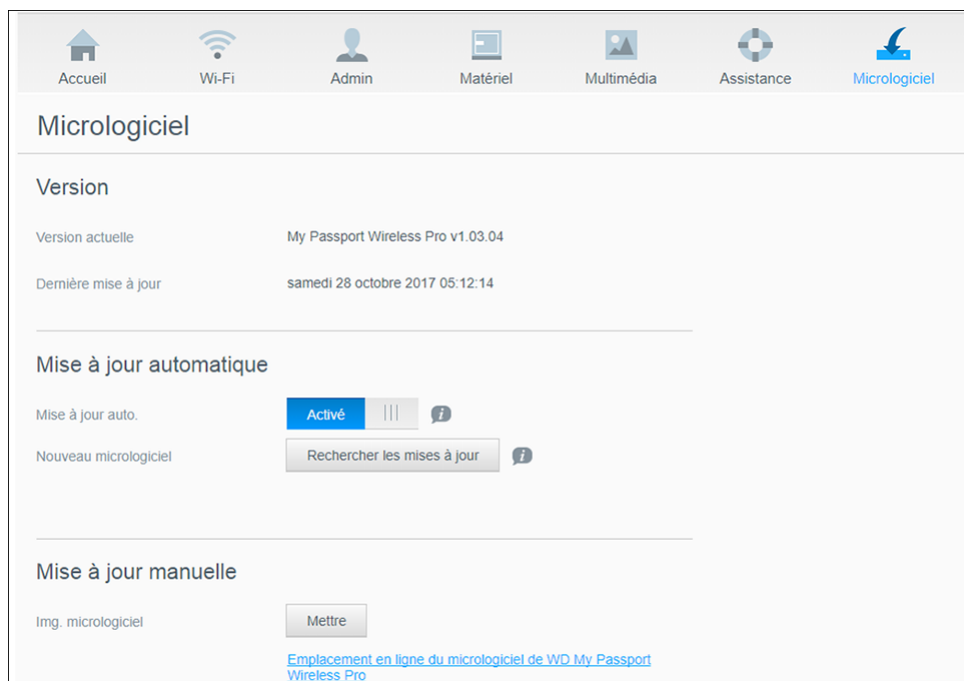 Accueil
Wi-Fi
Admin
Matériel
Multimédia
Assistance
Micrologiciel
Micrologiciel
Version
Version actuelle
My Passport Wireless Pro v1.03.04
Dernière mise à jour
samedi 28 octobre 2017 05:12:14
Mise à jour automatique
Mise à jour auto.
Activé
Nouveau micrologiciel
Rechercher les mises à jour
Mise à jour manuelle
Img. micrologiciel
Mettre
Emplacement en ligne du micrologiciel de WD My Passport
Wireless Pro